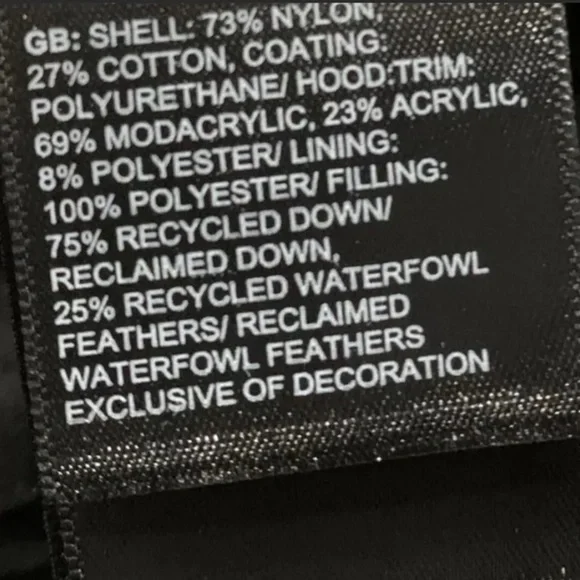 GB: SHELL: 73% NYLON,
27% COTTON, COATING:
POLYURETHANE/ HOOD:TRIM:
69% MODACRYLIC, 23% ACRYLIC,
8% POLYESTER/ LINING:
100% POLYESTER/ FILLING:
75% RECYCLED DOWN/
RECLAIMED DOWN,
25% RECYCLED WATERFOWL
FEATHERS/ RECLAIMED
WATERFOWL FEATHERS
EXCLUSIVE OF DECORATION